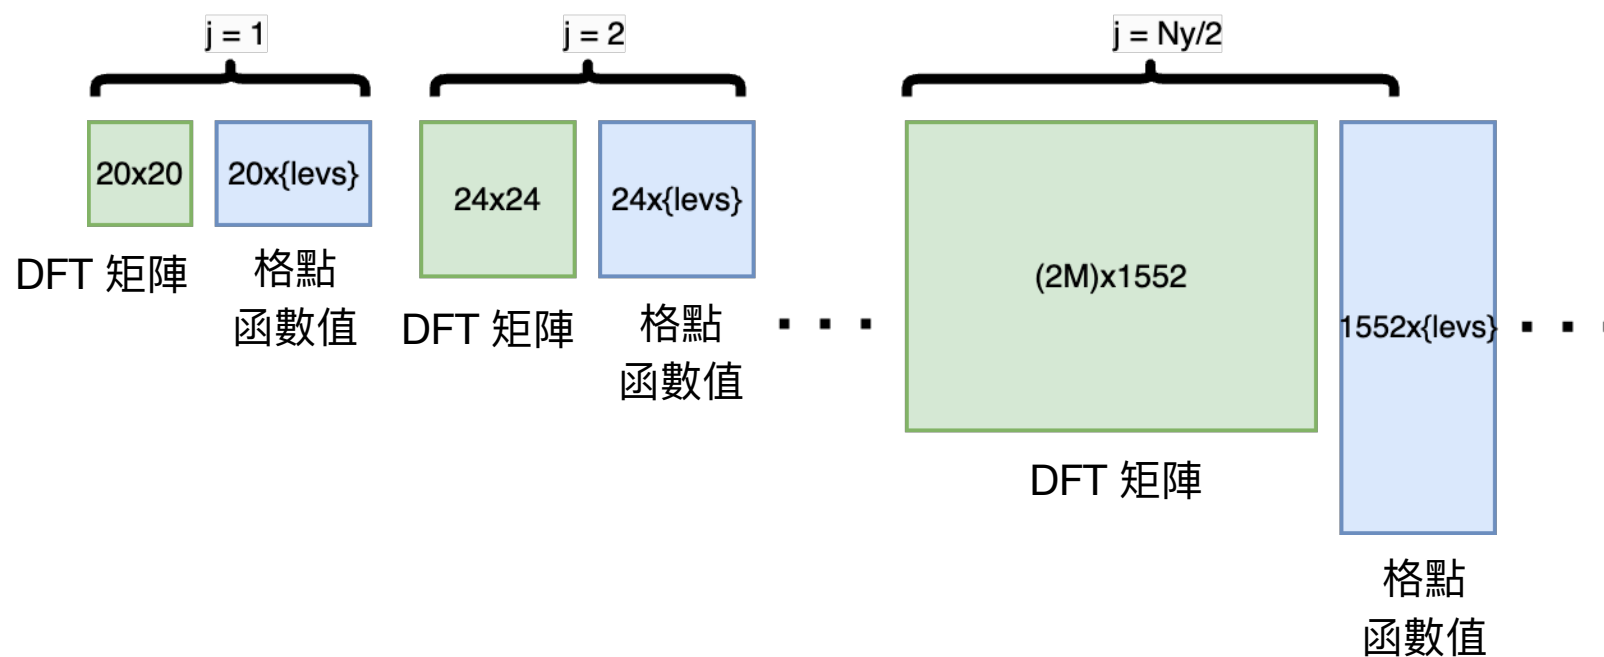 j = 1
j = 2
j = Ny/2
20x20
20x{levs}
24x24
24x{levs}
(2M)x1552
1552x{levs}
DFT 矩陣
格點
函數值
DFT 矩陣
格點
函數值
DFT 矩陣
格點
函數值